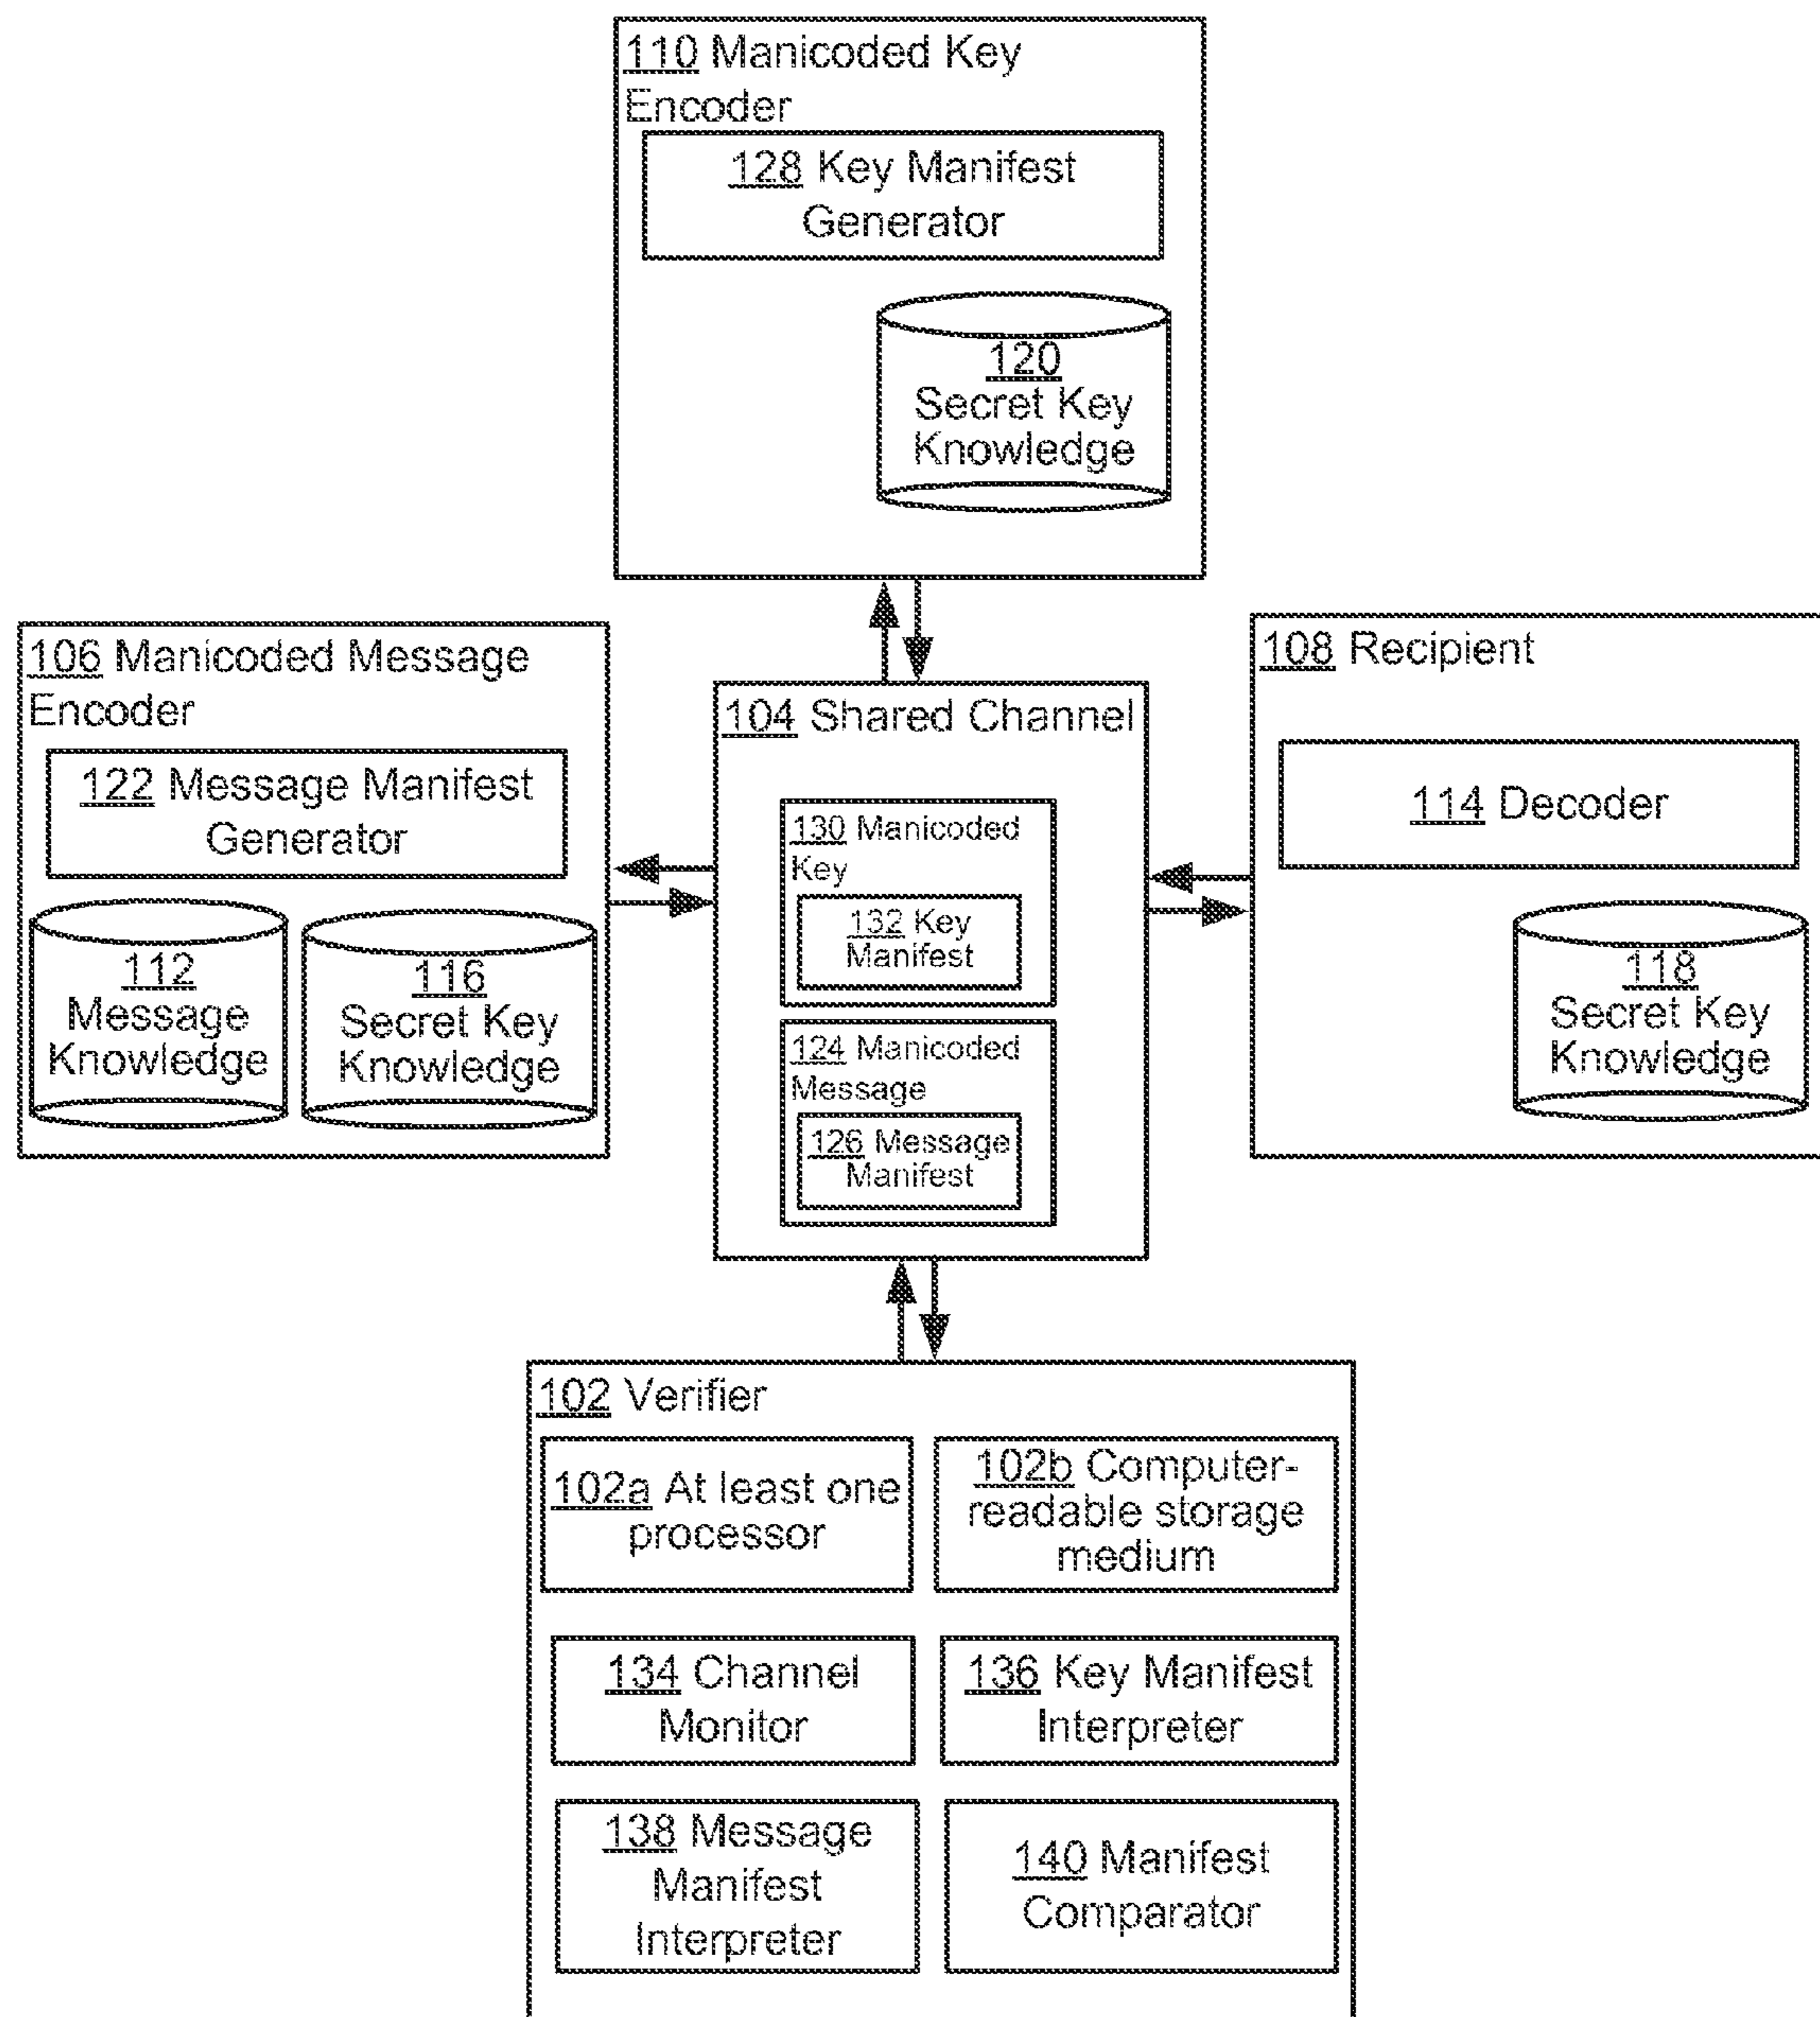 110 Manicoded Key
Encoder
128 Key Manifest
Generator
120
Secret Key
Knowledge
106 Manicoded Message
Encoder
122 Message Manifest
Generator
112
Message
Knowledge
116
Secret Key
Knowledge
104 Shared Channel
130 Manicoded
Key
132 Key
Manifest
124 Manicoded
Message
126 Message
Manifest
108 Recipient
114 Decoder
118
Secret Key
Knowledge
102 Verifier
102a At least one
processor
102b Computer-
readable storage
medium
134 Channel
Monitor
136 Key Manifest
Interpreter
138 Message
Manifest
Interpreter
140 Manifest
Comparator